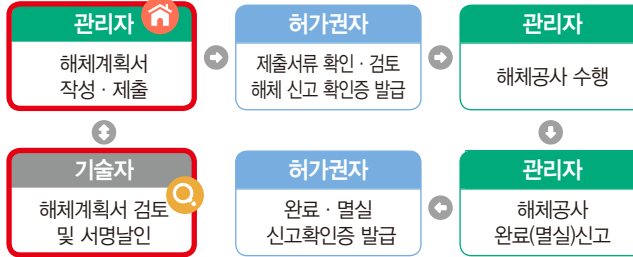 관리자
해체계획서
작성 · 제출
허가권자
제출서류 확인 · 검토
해체 신고 확인증 발급
관리자
해체공사 수행
기술자
해체계획서 검토
및 서명날인
허가권자
완료 · 멸실
신고확인증 발급
관리자
해체공사
완료(멸실)신고